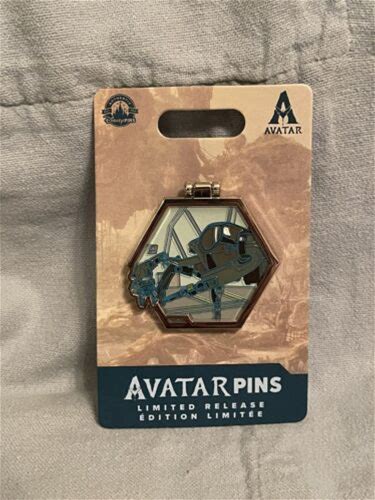 AVATAR
AVATAR PINS
LIMITED RELEASE
ÉDITION LIMITÉE